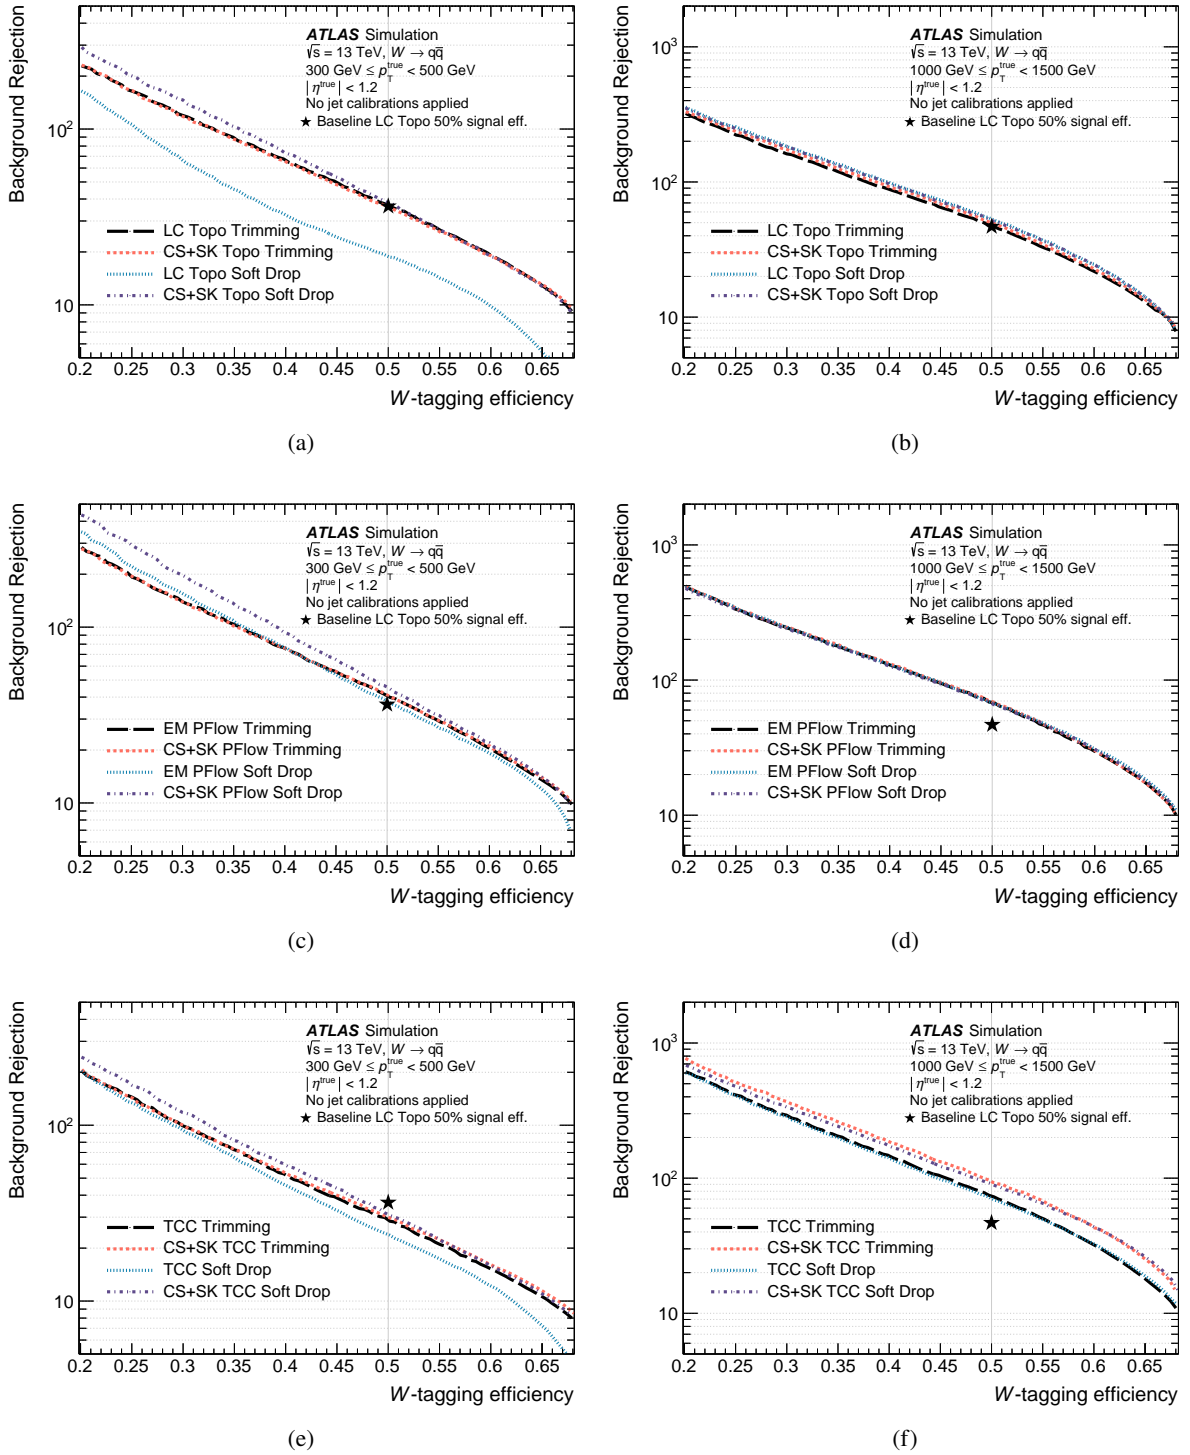 Background Rejection
10²
10
ATLAS Simulation
√s = 13 TeV, W → qq̅
300 GeV ≤ p_T^true < 500 GeV
|η^true| < 1.2
No jet calibrations applied
★ Baseline LC Topo 50% signal eff.
LC Topo Trimming
CS+SK Topo Trimming
LC Topo Soft Drop
CS+SK Topo Soft Drop
0.2 0.25 0.3 0.35 0.4 0.45 0.5 0.55 0.6 0.65
W-tagging efficiency
(a)
Background Rejection
10³
10²
10
ATLAS Simulation
√s = 13 TeV, W → qq̅
1000 GeV ≤ p_T^true < 1500 GeV
|η^true| < 1.2
No jet calibrations applied
★ Baseline LC Topo 50% signal eff.
LC Topo Trimming
CS+SK Topo Trimming
LC Topo Soft Drop
CS+SK Topo Soft Drop
0.2 0.25 0.3 0.35 0.4 0.45 0.5 0.55 0.6 0.65
W-tagging efficiency
(b)
Background Rejection
10²
10
ATLAS Simulation
√s = 13 TeV, W → qq̅
300 GeV ≤ p_T^true < 500 GeV
|η^true| < 1.2
No jet calibrations applied
★ Baseline LC Topo 50% signal eff.
EM PFlow Trimming
CS+SK PFlow Trimming
EM PFlow Soft Drop
CS+SK PFlow Soft Drop
0.2 0.25 0.3 0.35 0.4 0.45 0.5 0.55 0.6 0.65
W-tagging efficiency
(c)
Background Rejection
10³
10²
10
ATLAS Simulation
√s = 13 TeV, W → qq̅
1000 GeV ≤ p_T^true < 1500 GeV
|η^true| < 1.2
No jet calibrations applied
★ Baseline LC Topo 50% signal eff.
EM PFlow Trimming
CS+SK PFlow Trimming
EM PFlow Soft Drop
CS+SK PFlow Soft Drop
0.2 0.25 0.3 0.35 0.4 0.45 0.5 0.55 0.6 0.65
W-tagging efficiency
(d)
Background Rejection
10²
10
ATLAS Simulation
√s = 13 TeV, W → qq̅
300 GeV ≤ p_T^true < 500 GeV
|η^true| < 1.2
No jet calibrations applied
★ Baseline LC Topo 50% signal eff.
TCC Trimming
CS+SK TCC Trimming
TCC Soft Drop
CS+SK TCC Soft Drop
0.2 0.25 0.3 0.35 0.4 0.45 0.5 0.55 0.6 0.65
W-tagging efficiency
(e)
Background Rejection
10³
10²
10
ATLAS Simulation
√s = 13 TeV, W → qq̅
1000 GeV ≤ p_T^true < 1500 GeV
|η^true| < 1.2
No jet calibrations applied
★ Baseline LC Topo 50% signal eff.
TCC Trimming
CS+SK TCC Trimming
TCC Soft Drop
CS+SK TCC Soft Drop
0.2 0.25 0.3 0.35 0.4 0.45 0.5 0.55 0.6 0.65
W-tagging efficiency
(f)